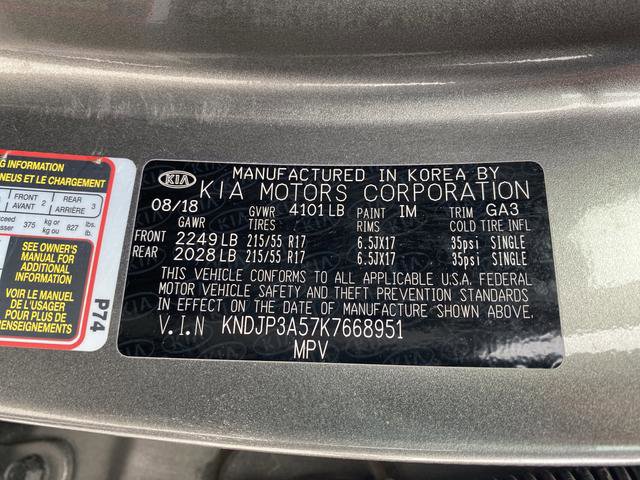 NG INFORMATION
PNEUS ET LE CHARGEMENT
FRONT AVANT 2 REAR ARRIÈRE 3
exceed 375 kg or 827 lbs.
kg ou lb.
SEE OWNER'S
MANUAL FOR
ADDITIONAL
INFORMATION
VOIR LE MANUEL
DE L'USAGER
POUR PLUS DE
RENSEIGNEMENTS
P74
KIA
MANUFACTURED IN KOREA BY
KIA MOTORS CORPORATION
08/18 GVWR 4101 LB PAINT IM TRIM GA3
GAWR TIRES RIMS COLD TIRE INFL
FRONT 2249 LB 215/55 R17 6.5JX17 35psi SINGLE
REAR 2028 LB 215/55 R17 6.5JX17 35psi SINGLE
THIS VEHICLE CONFORMS TO ALL APPLICABLE U.S.A. FEDERAL
MOTOR VEHICLE SAFETY AND THEFT PREVENTION STANDARDS
IN EFFECT ON THE DATE OF MANUFACTURE SHOWN ABOVE.
V.I.N KNDJP3A57K7668951
MPV